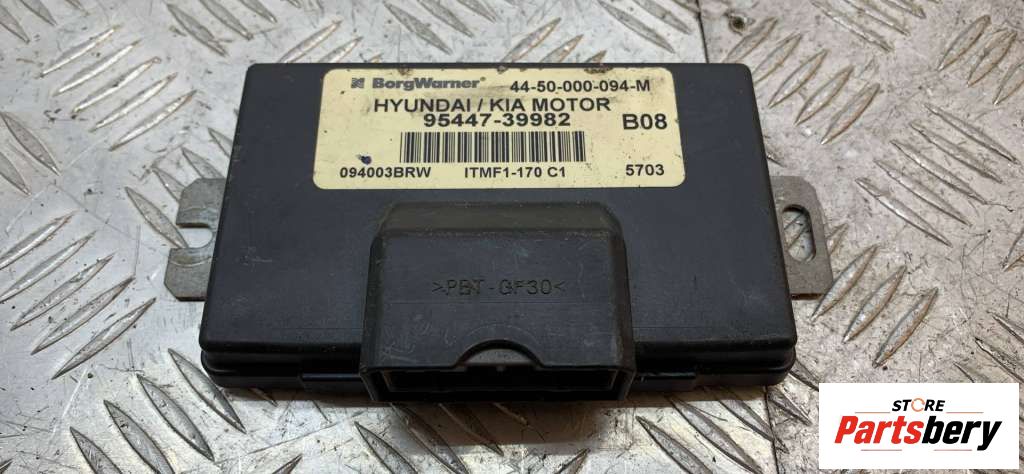 BorgWarner 44-50-000-094-M
HYUNDAI / KIA MOTOR
95447-39982 B08
094003BRW ITMF1-170 C1 5703
>PBT-GF30<
STORE
Partsbery